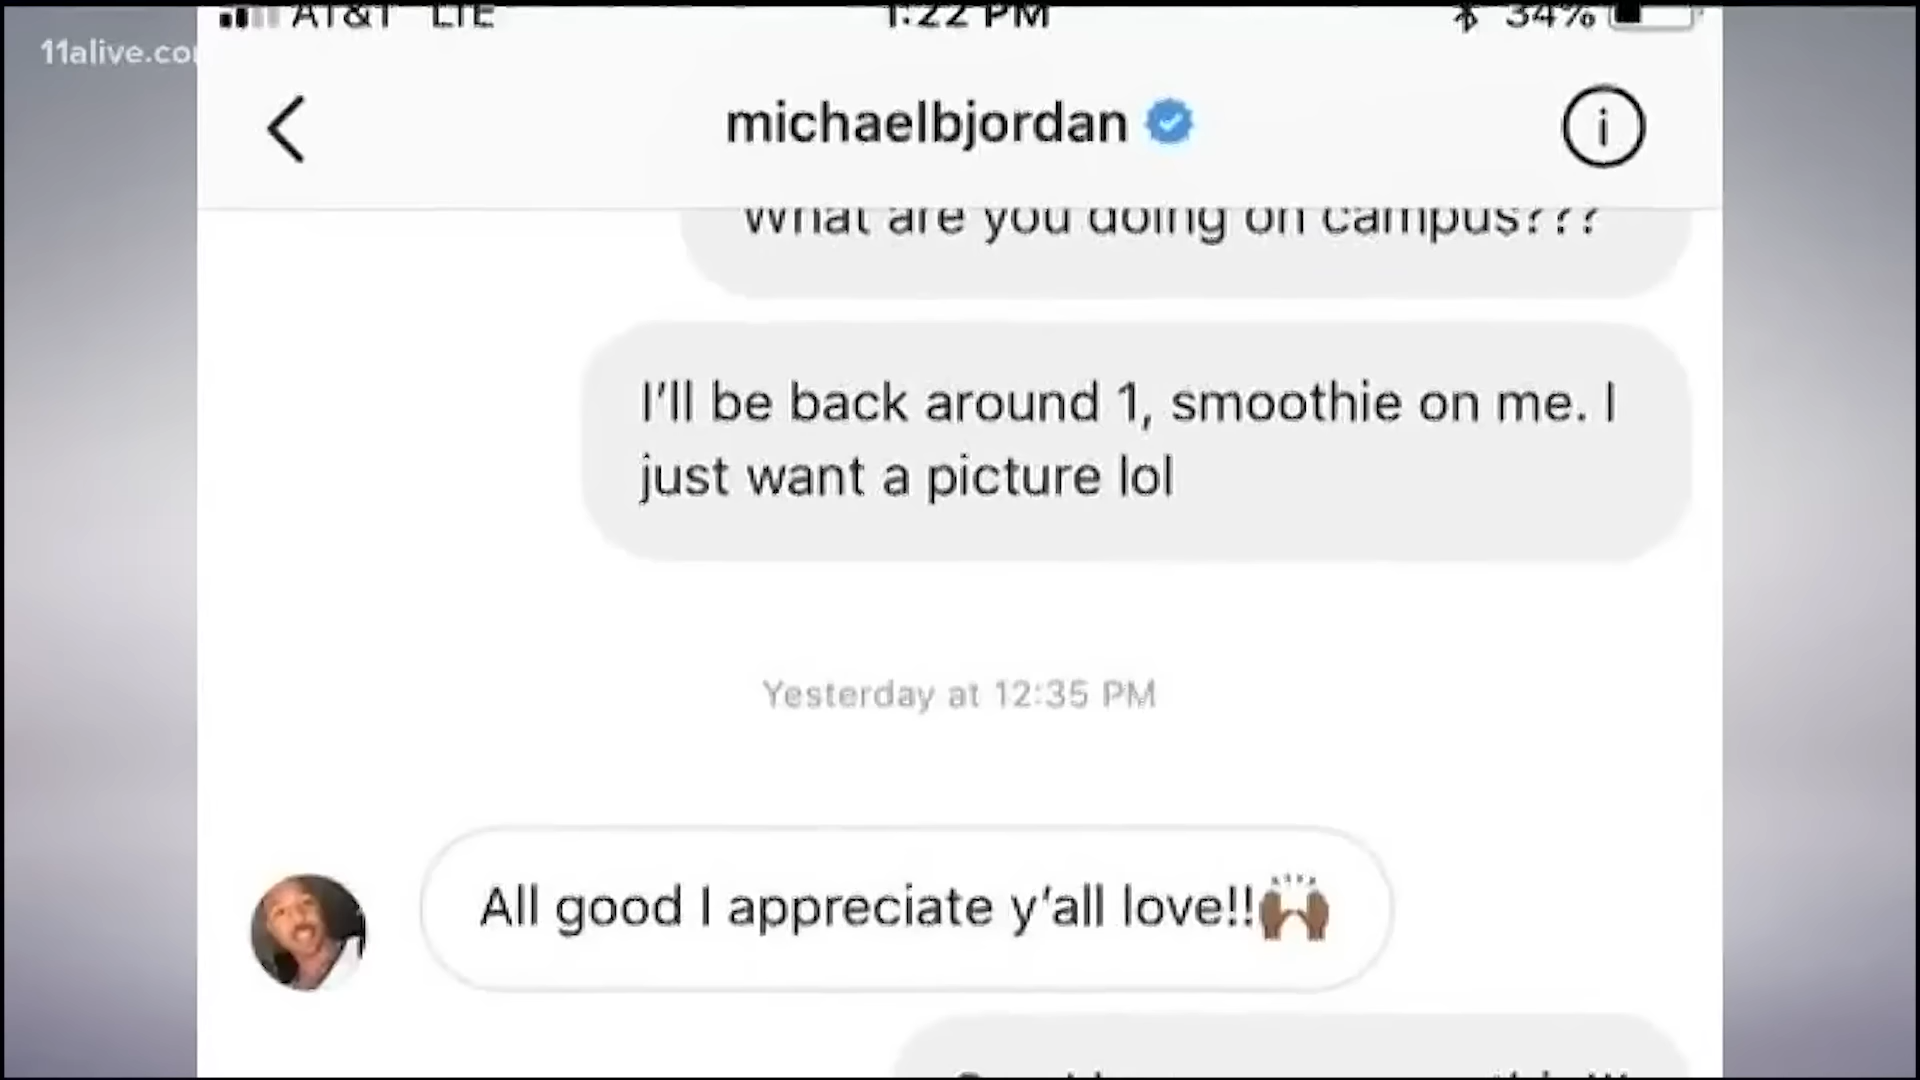 AT&T LTE 1:22 PM 34%
11alive.co
michaelbjordan
What are you doing on campus???
I'll be back around 1, smoothie on me. I
just want a picture lol
Yesterday at 12:35 PM
All good I appreciate y'all love!!🙌🏾